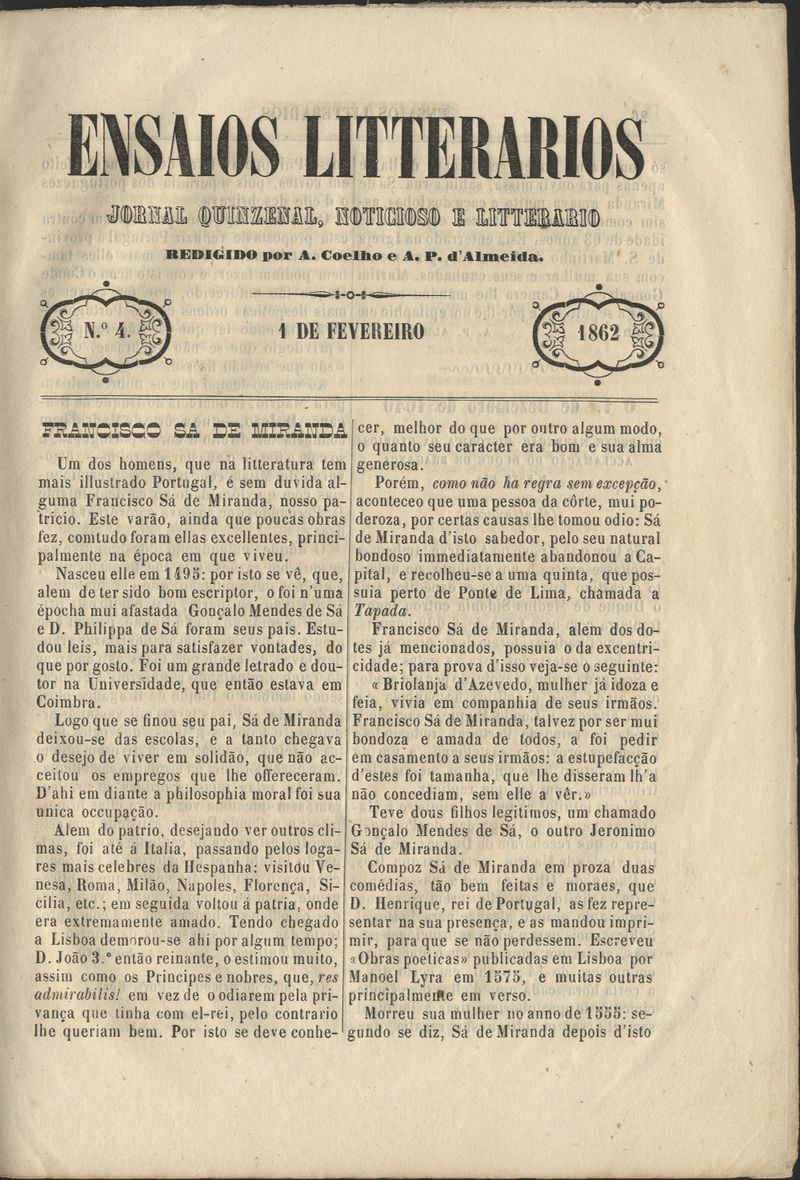 ENSAIOS LITTERARIOS
JORNAL QUINZENAL, NOTICIOSO E LITTERARIO
REDIGIDO por A. Coelho e A. P. d'Almeida.
N.º 4.
1 DE FEVEREIRO
1862
FRANCISCO SA DE MIRANDA
Um dos homens, que na litteratura tem
mais illustrado Portugal, é sem duvida al-
guma Francisco Sá de Miranda, nosso pa-
tricio. Este varão, ainda que poucas obras
fez, comtudo foram ellas excellentes, princi-
palmente na época em que viveu.
Nasceu elle em 1495: por isto se vê, que,
alem de ter sido bom escriptor, o foi n'uma
épocha mui afastada Gonçalo Mendes de Sá
e D. Philippa de Sá foram seus pais. Estu-
dou leis, mais para satisfazer vontades, do
que por gosto. Foi um grande letrado e dou-
tor na Universidade, que então estava em
Coimbra.
Logo que se finou seu pai, Sá de Miranda
deixou-se das escolas, e a tanto chegava
o desejo de viver em solidão, que não ac-
ceitou os empregos que lhe offereceram.
D'ahi em diante a philosophia moral foi sua
unica occupação.
Alem do patrio, desejando ver outros cli-
mas, foi até á Italia, passando pelos loga-
res mais celebres da Hespanha: visitou Ve-
nesa, Roma, Milão, Napoles, Florença, Si-
cilia, etc.; em seguida voltou á patria, onde
era extremamente amado. Tendo chegado
a Lisboa demorou-se ahi por algum tempo;
D. João 3.º então reinante, o estimou muito,
assim como os Principes e nobres, que, res
admirabilis! em vez de o odiarem pela pri-
vança que tinha com el-rei, pelo contrario
lhe queriam bem. Por isto se deve conhe-
cer, melhor do que por outro algum modo,
o quanto seu caracter era bom e sua alma
generosa.
Porém, como não ha regra sem excepção,
aconteceo que uma pessoa da côrte, mui po-
deroza, por certas causas lhe tomou odio: Sá
de Miranda d'isto sabedor, pelo seu natural
bondoso immediatamente abandonou a Ca-
pital, e recolheu-se a uma quinta, que pos-
suia perto de Ponte de Lima, chamada a
Tapada.
Francisco Sá de Miranda, alem dos do-
tes já mencionados, possuia o da excentri-
cidade; para prova d'isso veja-se o seguinte:
«Briolanja d'Azevedo, mulher já idoza e
feia, vivia em companhia de seus irmãos.
Francisco Sá de Miranda, talvez por ser mui
bondoza e amada de todos, a foi pedir
em casamento a seus irmãos: a estupefacção
d'estes foi tamanha, que lhe disseram lh'a
não concediam, sem elle a vêr.»
Teve dous filhos legitimos, um chamado
Gonçalo Mendes de Sá, o outro Jeronimo
Sá de Miranda.
Compoz Sá de Miranda em proza duas
comédias, tão bem feitas e moraes, que
D. Henrique, rei de Portugal, as fez repre-
sentar na sua presença, e as mandou impri-
mir, para que se não perdessem. Escreveu
«Obras poeticas» publicadas em Lisboa por
Manoel Lyra em 1575, e muitas outras
principalmente em verso.
Morreu sua mulher no anno de 1555: se-
gundo se diz, Sá de Miranda depois d'isto